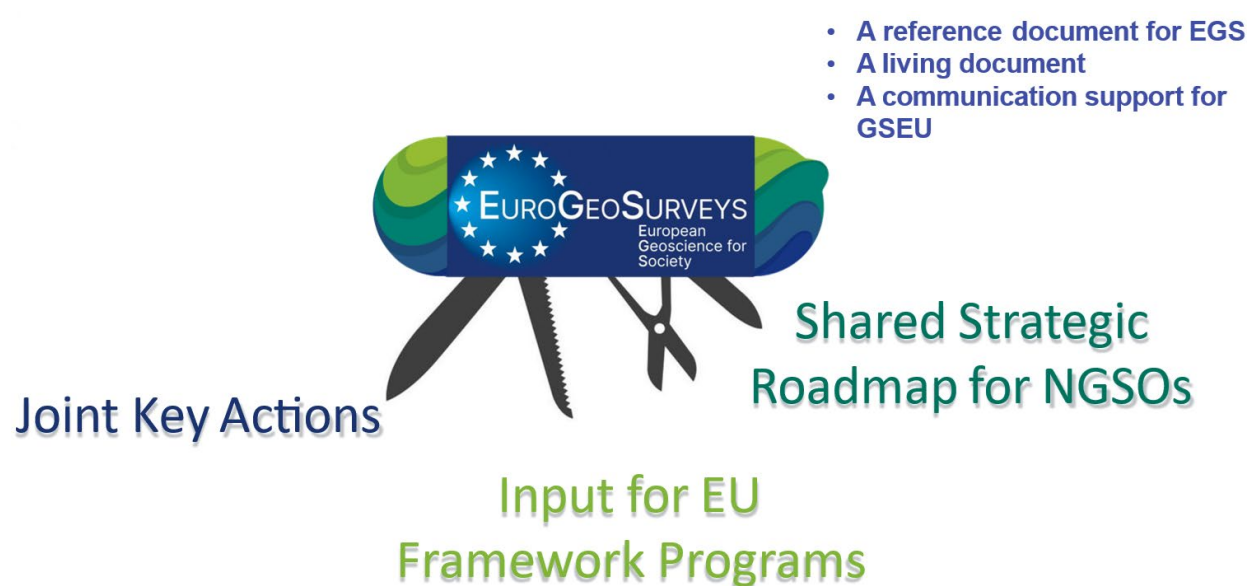 • A reference document for EGS
• A living document
• A communication support for
GSEU
EUROGEOSURVEYS
European
Geoscience for
Society
Shared Strategic
Roadmap for NGSOs
Joint Key Actions
Input for EU
Framework Programs